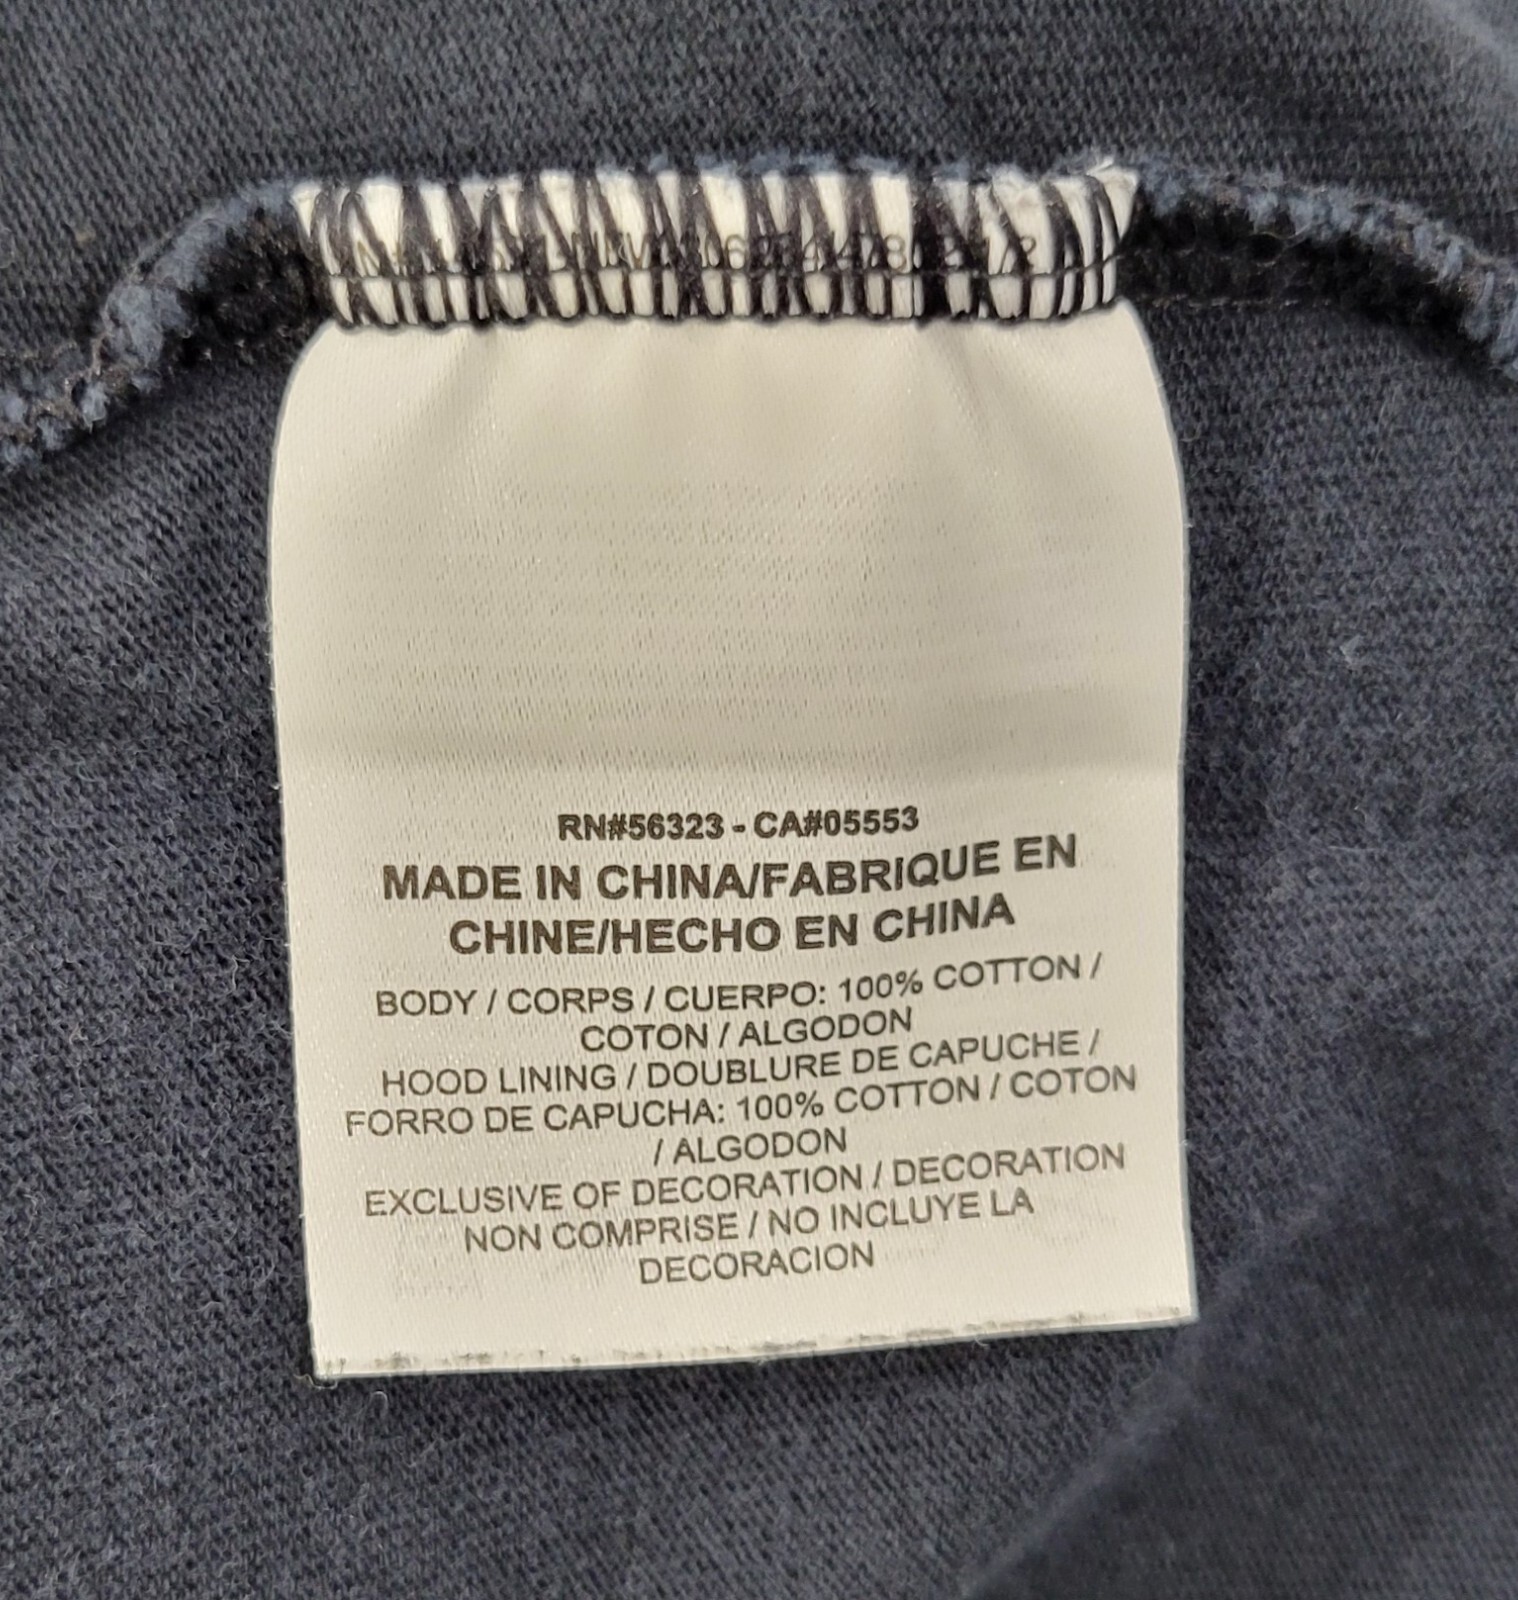 RN#56323 - CA#05553
MADE IN CHINA/FABRIQUE EN
CHINE/HECHO EN CHINA
BODY / CORPS / CUERPO: 100% COTTON /
COTON / ALGODON
HOOD LINING / DOUBLURE DE CAPUCHE /
FORRO DE CAPUCHA: 100% COTTON / COTON
/ ALGODON
EXCLUSIVE OF DECORATION / DECORATION
NON COMPRISE / NO INCLUYE LA
DECORACION